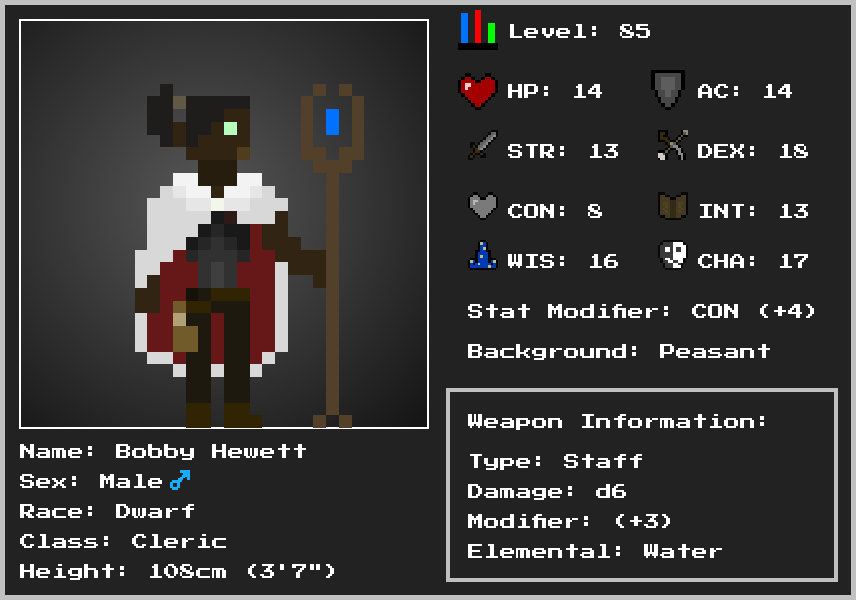 Level: 85
HP: 14
AC: 14
STR: 13
DEX: 18
CON: 8
INT: 13
WIS: 16
CHA: 17
Stat Modifier: CON (+4)
Background: Peasant
Weapon Information:
Type: Staff
Damage: d6
Modifier: (+3)
Elemental: Water
Name: Bobby Hewett
Sex: Male ♂
Race: Dwarf
Class: Cleric
Height: 108cm (3'7")